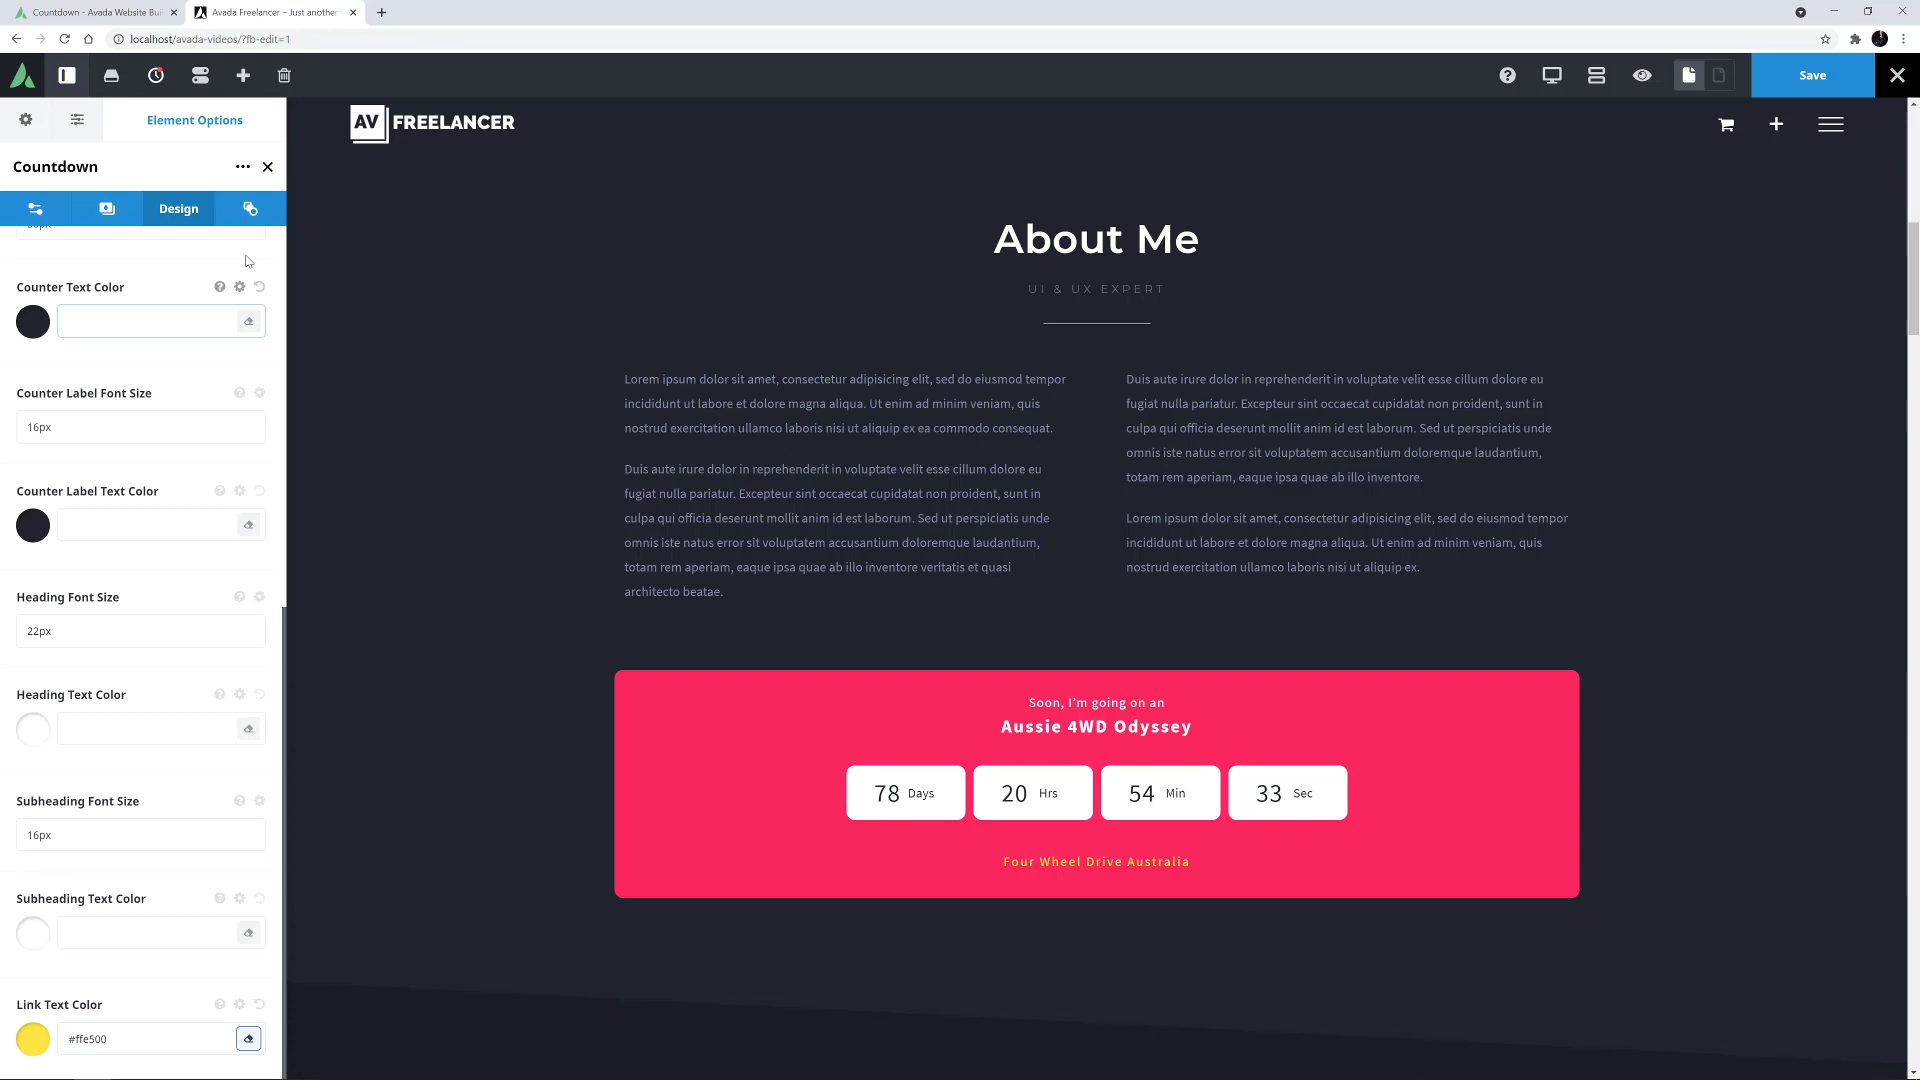 Countdown - Avada Website Bui
Avada Freelancer – Just another
localhost/avada-videos/?fb-edit=1
Save
Element Options
AV FREELANCER
Countdown
Design
Counter Text Color
Counter Label Font Size
16px
Counter Label Text Color
Heading Font Size
22px
Heading Text Color
Subheading Font Size
16px
Subheading Text Color
Link Text Color
#ffe500
About Me
UI & UX EXPERT
Lorem ipsum dolor sit amet, consectetur adipisicing elit, sed do eiusmod tempor
incididunt ut labore et dolore magna aliqua. Ut enim ad minim veniam, quis
nostrud exercitation ullamco laboris nisi ut aliquip ex ea commodo consequat.
Duis aute irure dolor in reprehenderit in voluptate velit esse cillum dolore eu
fugiat nulla pariatur. Excepteur sint occaecat cupidatat non proident, sunt in
culpa qui officia deserunt mollit anim id est laborum. Sed ut perspiciatis unde
omnis iste natus error sit voluptatem accusantium doloremque laudantium,
totam rem aperiam, eaque ipsa quae ab illo inventore veritatis et quasi
architecto beatae.
Duis aute irure dolor in reprehenderit in voluptate velit esse cillum dolore eu
fugiat nulla pariatur. Excepteur sint occaecat cupidatat non proident, sunt in
culpa qui officia deserunt mollit anim id est laborum. Sed ut perspiciatis unde
omnis iste natus error sit voluptatem accusantium doloremque laudantium,
totam rem aperiam, eaque ipsa quae ab illo inventore.
Lorem ipsum dolor sit amet, consectetur adipisicing elit, sed do eiusmod tempor
incididunt ut labore et dolore magna aliqua. Ut enim ad minim veniam, quis
nostrud exercitation ullamco laboris nisi ut aliquip ex.
Soon, I'm going on an
Aussie 4WD Odyssey
78 Days 20 Hrs 54 Min 33 Sec
Four Wheel Drive Australia